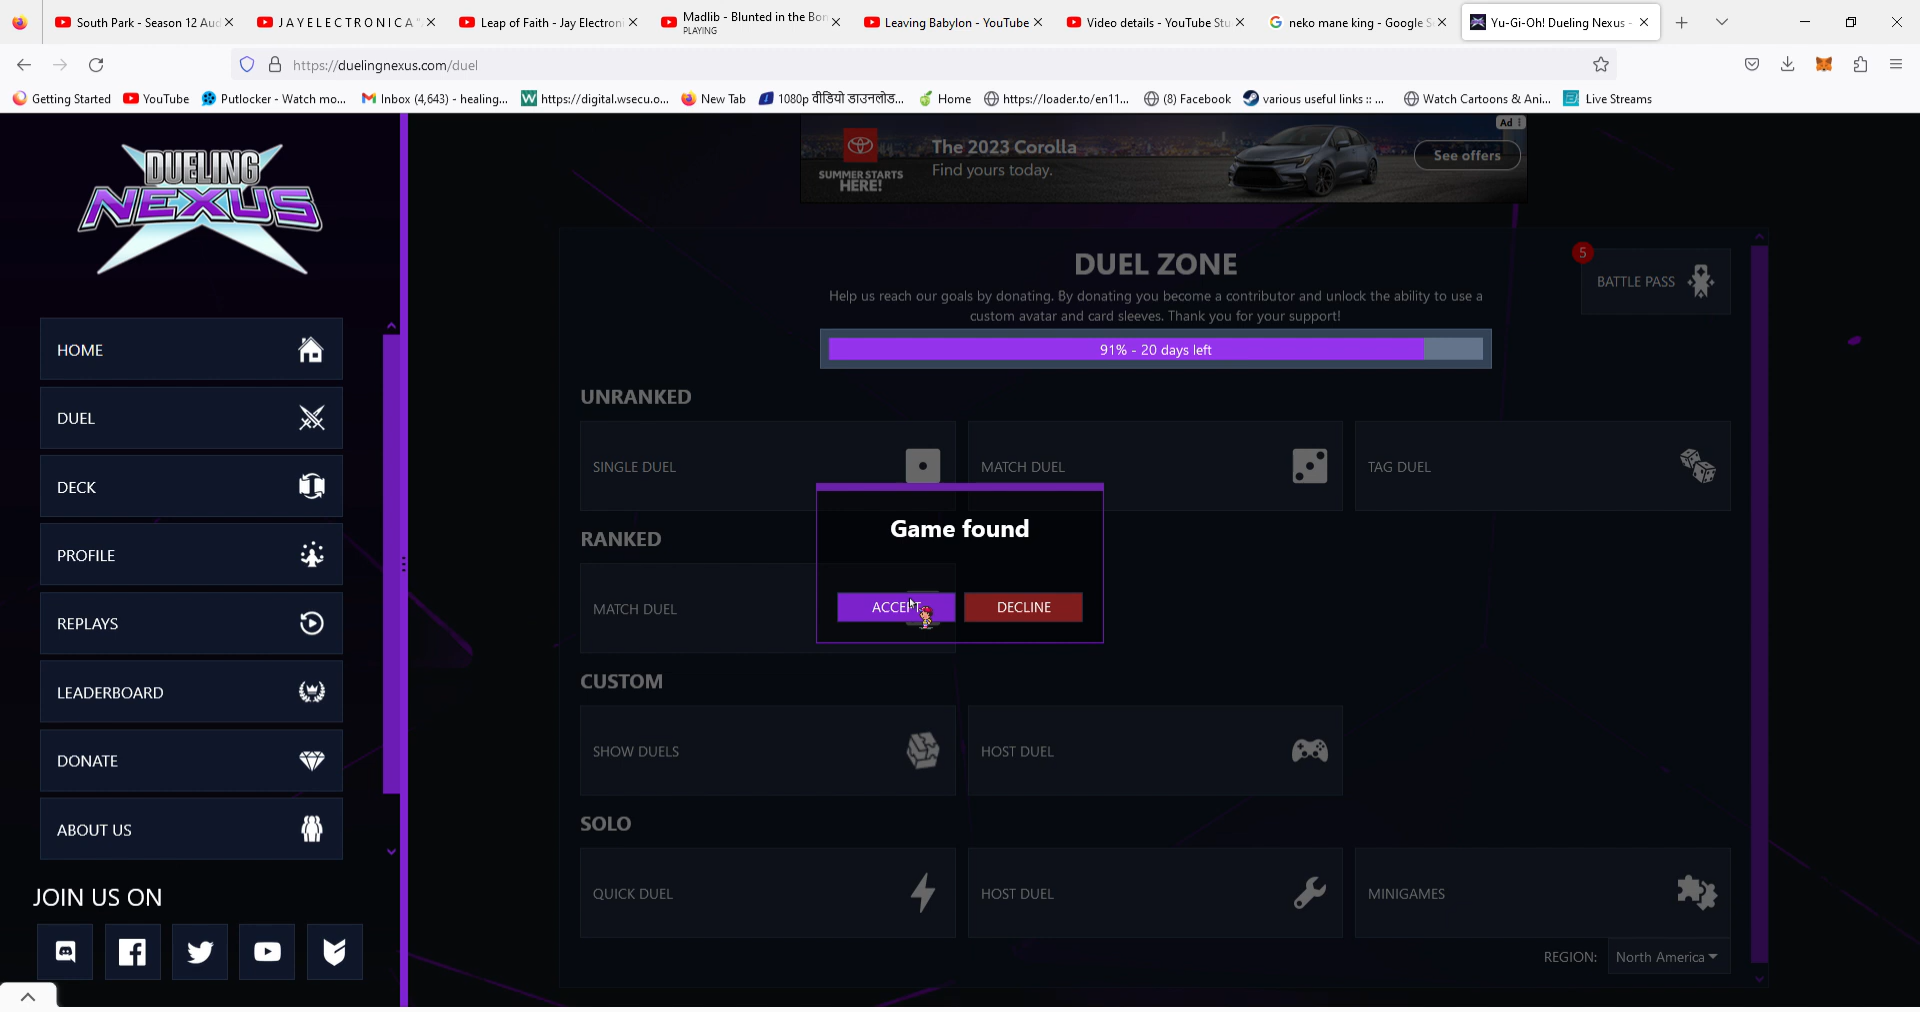 South Park - Season 12 Aud
J A Y E L E C T R O N I C A "
Leap of Faith - Jay Electroni
Madlib - Blunted in the Bom
PLAYING
Leaving Babylon - YouTube
Video details - YouTube Stu
neko mane king - Google S
Yu-Gi-Oh! Dueling Nexus -
https://duelingnexus.com/duel
Getting Started
YouTube
Putlocker - Watch mo...
Inbox (4,643) - healing...
https://digital.wsecu.o...
New Tab
1080p वीडियो डाउनलोड...
Home
https://loader.to/en11...
(8) Facebook
various useful links :: ...
Watch Cartoons & Ani...
Live Streams
DUELING
NEXUS
HOME
DUEL
DECK
PROFILE
REPLAYS
LEADERBOARD
DONATE
ABOUT US
JOIN US ON
TOYOTA
SUMMER STARTS
HERE!
The 2023 Corolla
Find yours today.
See offers
Ad
DUEL ZONE
Help us reach our goals by donating. By donating you become a contributor and unlock the ability to use a
custom avatar and card sleeves. Thank you for your support!
91% - 20 days left
5
BATTLE PASS
UNRANKED
SINGLE DUEL
MATCH DUEL
TAG DUEL
RANKED
MATCH DUEL
Game found
ACCEPT
DECLINE
CUSTOM
SHOW DUELS
HOST DUEL
SOLO
QUICK DUEL
HOST DUEL
MINIGAMES
REGION:
North America